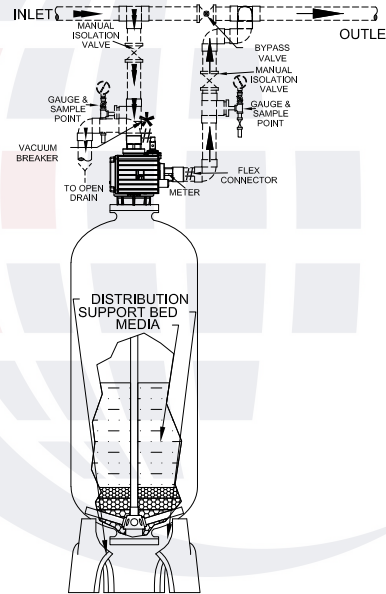 INLET
OUTLE
MANUAL
ISOLATION
VALVE
BYPASS
VALVE
MANUAL
ISOLATION
VALVE
GAUGE &
SAMPLE
POINT
GAUGE &
SAMPLE
POINT
VACUUM
BREAKER
TO OPEN
DRAIN
METER
FLEX
CONNECTOR
DISTRIBUTION
SUPPORT BED
MEDIA